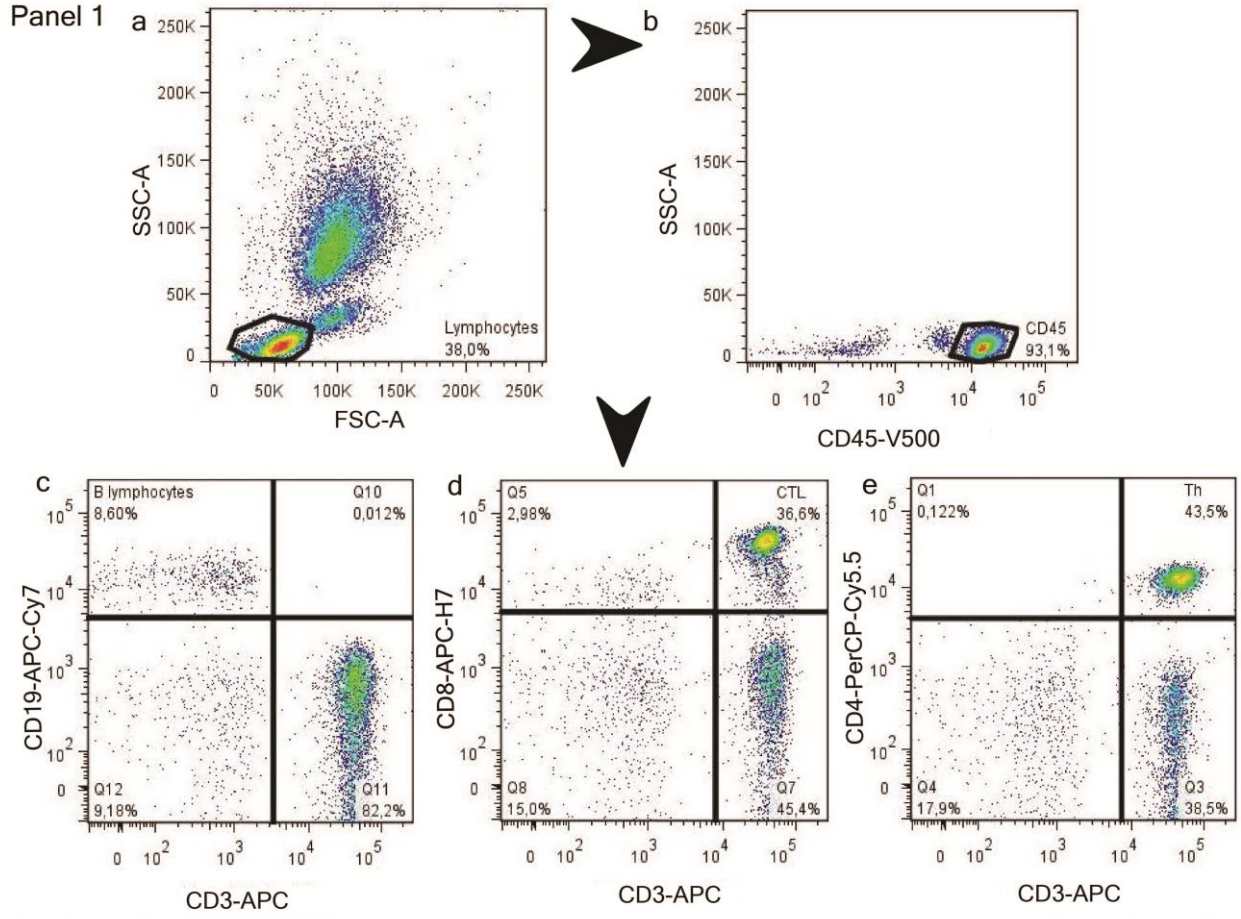 Panel 1
a
250K
200K
150K
100K
50K
0
SSC-A
0 50K 100K 150K 200K 250K
FSC-A
Lymphocytes
38,0%
b
250K
200K
150K
100K
50K
0
SSC-A
0 10^2 10^3 10^4 10^5
CD45-V500
CD45
93,1%
c
B lymphocytes
8,60%
Q10
0,012%
10^5
10^4
10^3
10^2
0
CD19-APC-Cy7
Q12
9,18%
Q11
82,2%
0 10^2 10^3 10^4 10^5
CD3-APC
d
Q5
2,98%
CTL
36,6%
10^5
10^4
10^3
10^2
0
CD8-APC-H7
Q8
15,0%
Q7
45,4%
0 10^2 10^3 10^4 10^5
CD3-APC
e
Q1
0,122%
Th
43,5%
10^5
10^4
10^3
10^2
0
CD4-PerCP-Cy5.5
Q4
17,9%
Q3
38,5%
0 10^2 10^3 10^4 10^5
CD3-APC